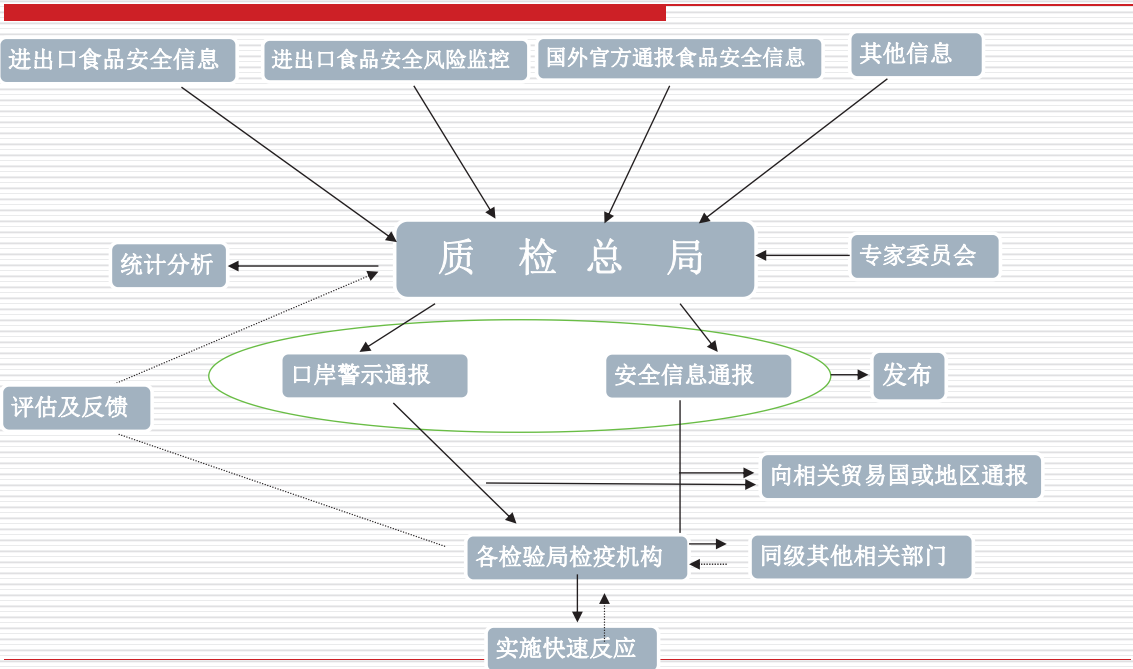 进出口食品安全信息
进出口食品安全风险监控
国外官方通报食品安全信息
其他信息
质 检 总 局
统计分析
专家委员会
口岸警示通报
安全信息通报
发布
评估及反馈
向相关贸易国或地区通报
各检验局检疫机构
同级其他相关部门
实施快速反应